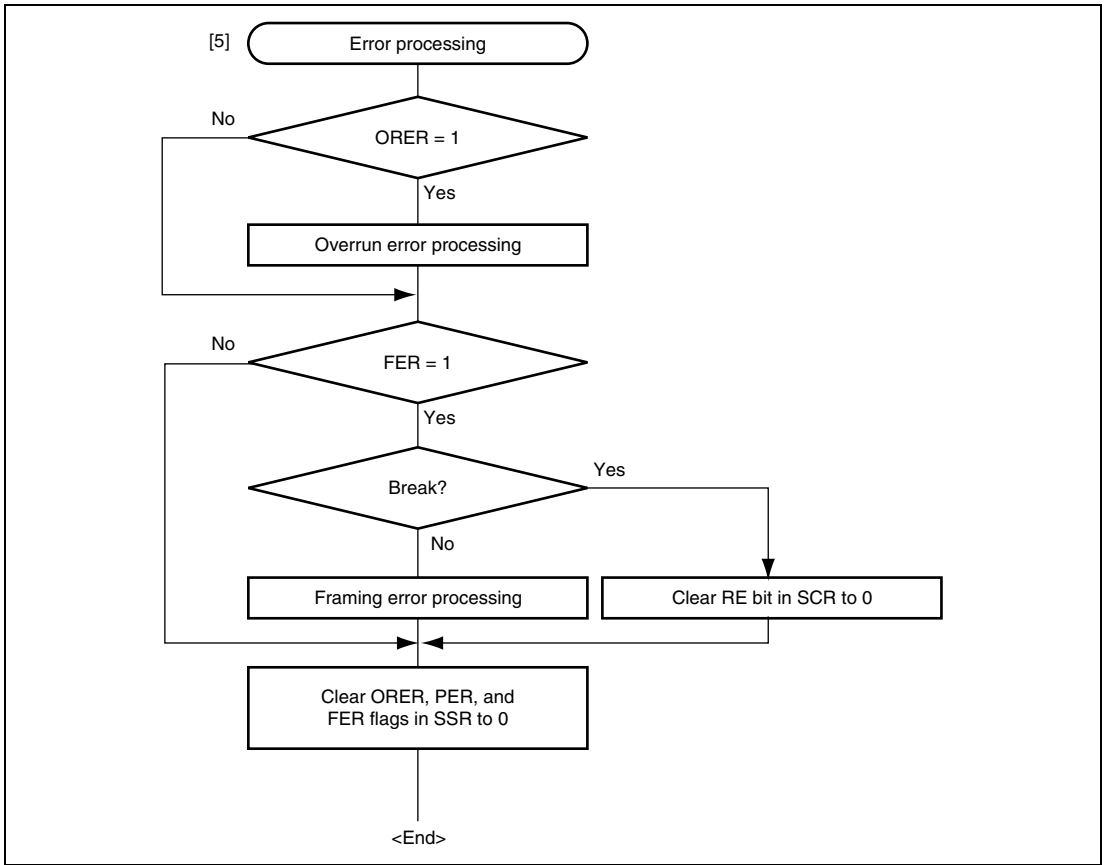 [5]
Error processing
No
ORER = 1
Yes
Overrun error processing
No
FER = 1
Yes
Break?
Yes
No
Framing error processing
Clear RE bit in SCR to 0
Clear ORER, PER, and
FER flags in SSR to 0
<End>